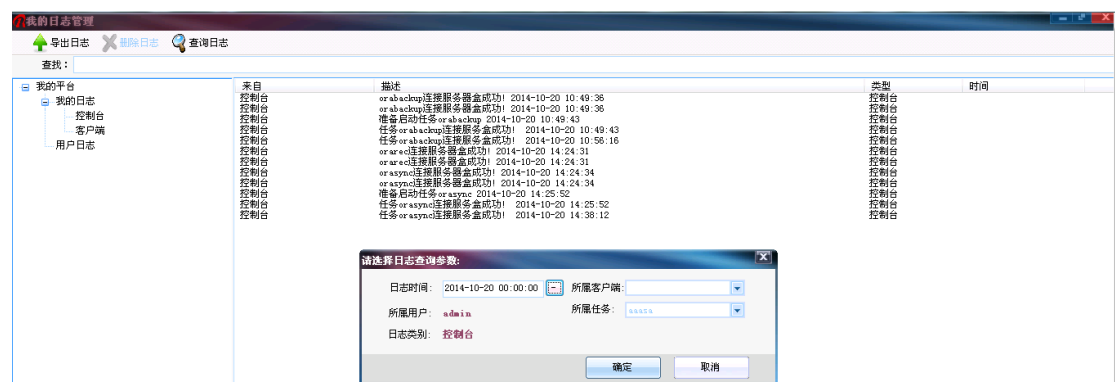 我的日志管理
导出日志 删除日志 查询日志
查找：
我的平台
我的日志
控制台
客户端
用户日志
来自 描述 类型 时间
控制台 orabackup连接服务器盒成功! 2014-10-20 10:49:36 控制台
控制台 orabackup连接服务器盒成功! 2014-10-20 10:49:36 控制台
控制台 准备启动任务orabackup 2014-10-20 10:49:43 控制台
控制台 任务orabackup连接服务盒成功! 2014-10-20 10:49:43 控制台
控制台 任务orabackup连接服务盒成功! 2014-10-20 10:56:16 控制台
控制台 orarec连接服务器盒成功! 2014-10-20 14:24:31 控制台
控制台 orarec连接服务器盒成功! 2014-10-20 14:24:31 控制台
控制台 orasync连接服务器盒成功! 2014-10-20 14:24:34 控制台
控制台 orasync连接服务器盒成功! 2014-10-20 14:24:34 控制台
控制台 准备启动任务orasync 2014-10-20 14:25:52 控制台
控制台 任务orasync连接服务盒成功! 2014-10-20 14:25:52 控制台
控制台 任务orasync连接服务盒成功! 2014-10-20 14:38:12 控制台
请选择日志查询参数:
日志时间: 2014-10-20 00:00:00 所属客户端:
所属用户: admin 所属任务: aaaza
日志类别: 控制台
确定 取消